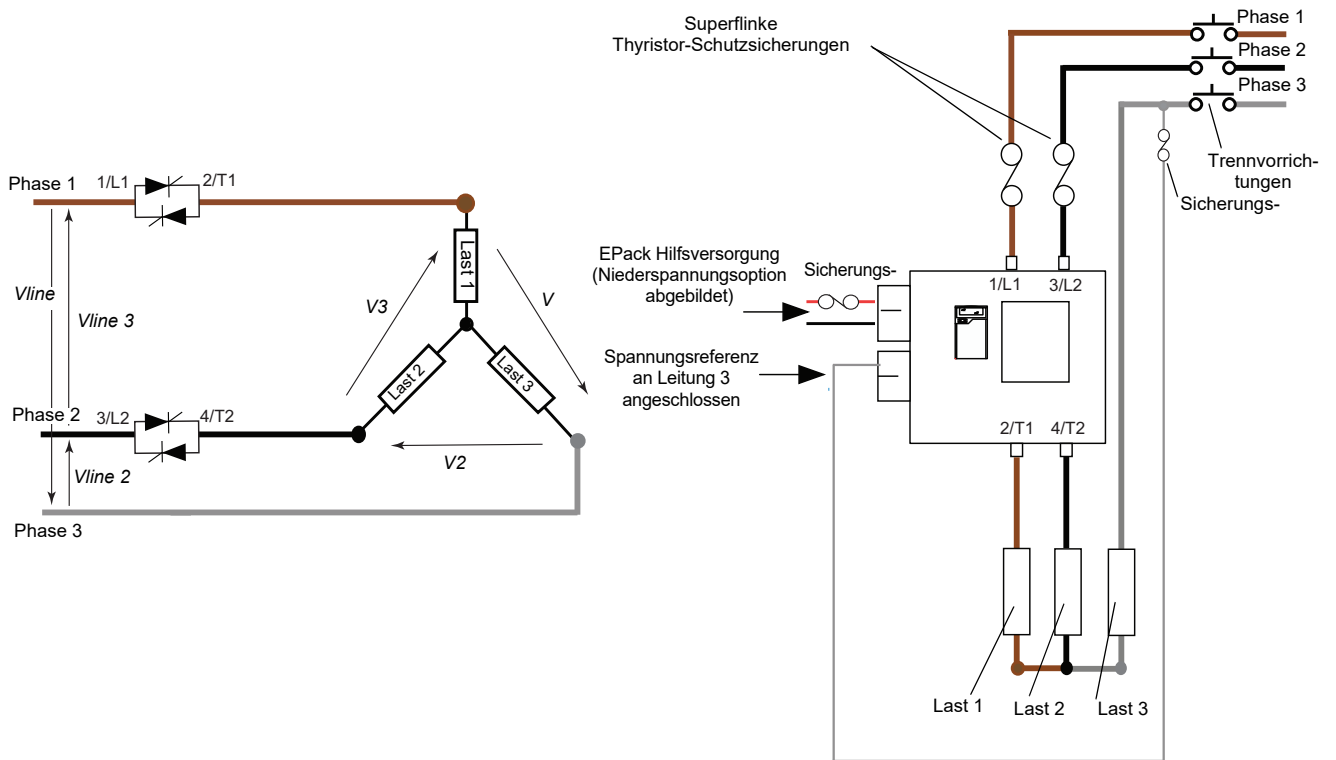 Phase 1
1/L1
2/T1
Last 1
Vline
Vline 3
V3
V
Last 2
Last 3
Phase 2
3/L2
4/T2
V2
Vline 2
Phase 3
Superflinke
Thyristor-Schutzsicherungen
Phase 1
Phase 2
Phase 3
Trennvorrich-
tungen
Sicherungs-
EPack Hilfsversorgung
(Niederspannungsoption
abgebildet)
Sicherungs-
1/L1
3/L2
Spannungsreferenz
an Leitung 3
angeschlossen
2/T1
4/T2
Last 1
Last 2
Last 3